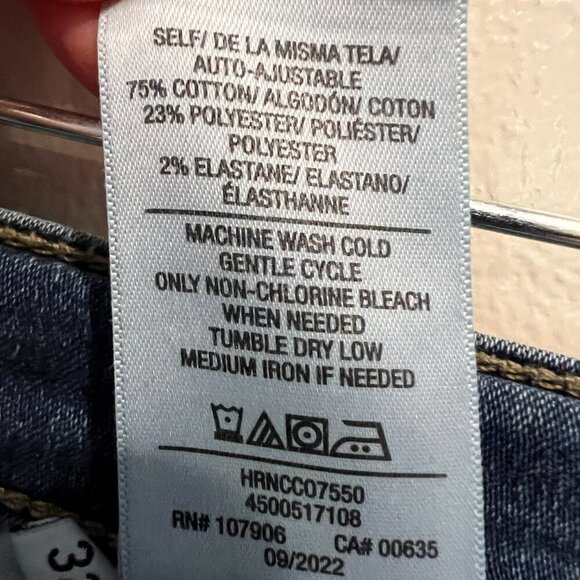 SELF/ DE LA MISMA TELA/
AUTO-AJUSTABLE
75% COTTON/ ALGODÓN/ COTON
23% POLYESTER/ POLIÉSTER/
POLYESTER
2% ELASTANE/ ELASTANO/
ÉLASTHANNE
MACHINE WASH COLD
GENTLE CYCLE
ONLY NON-CHLORINE BLEACH
WHEN NEEDED
TUMBLE DRY LOW
MEDIUM IRON IF NEEDED
HRNCC07550
4500517108
RN# 107906 CA# 00635
09/2022